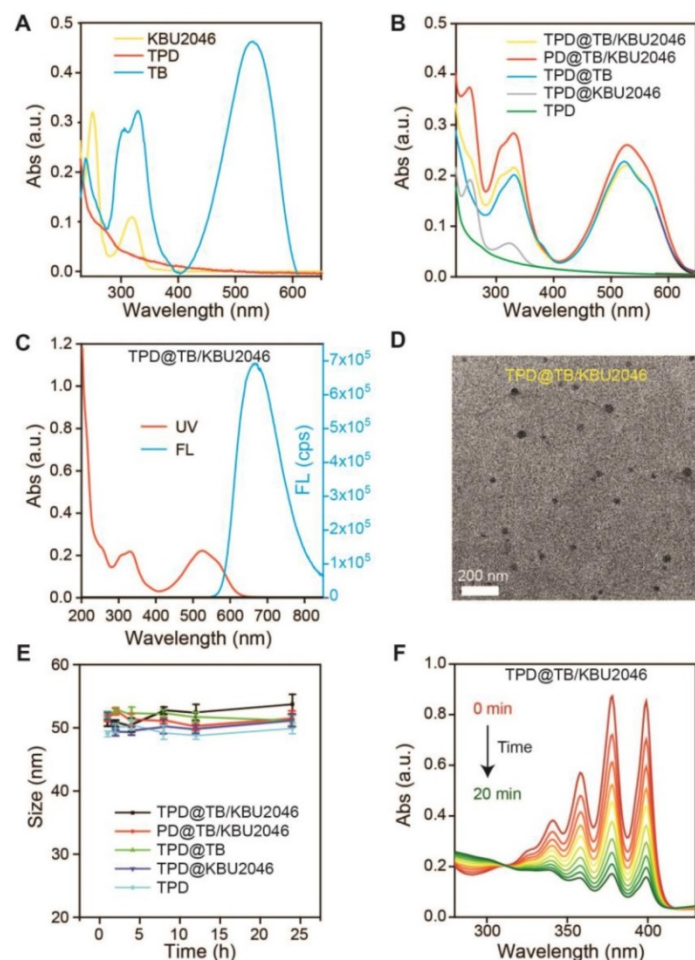 A
KBU2046
TPD
TB
0.5
0.4
0.3
0.2
0.1
0.0
Abs (a.u.)
300 400 500 600
Wavelength (nm)
B
TPD@TB/KBU2046
PD@TB/KBU2046
TPD@TB
TPD@KBU2046
TPD
0.5
0.4
0.3
0.2
0.1
0.0
Abs (a.u.)
300 400 500 600
Wavelength (nm)
C
TPD@TB/KBU2046
UV
FL
1.2
1.0
0.8
0.6
0.4
0.2
0.0
Abs (a.u.)
7x10⁵
6x10⁵
5x10⁵
4x10⁵
3x10⁵
2x10⁵
1x10⁵
0
FL (cps)
200 300 400 500 600 700 800
Wavelength (nm)
D
TPD@TB/KBU2046
200 nm
E
60
50
40
30
20
Size (nm)
TPD@TB/KBU2046
PD@TB/KBU2046
TPD@TB
TPD@KBU2046
TPD
0 5 10 15 20 25
Time (h)
F
TPD@TB/KBU2046
0 min
Time
20 min
1.0
0.8
0.6
0.4
0.2
0.0
Abs (a.u.)
300 350 400
Wavelength (nm)